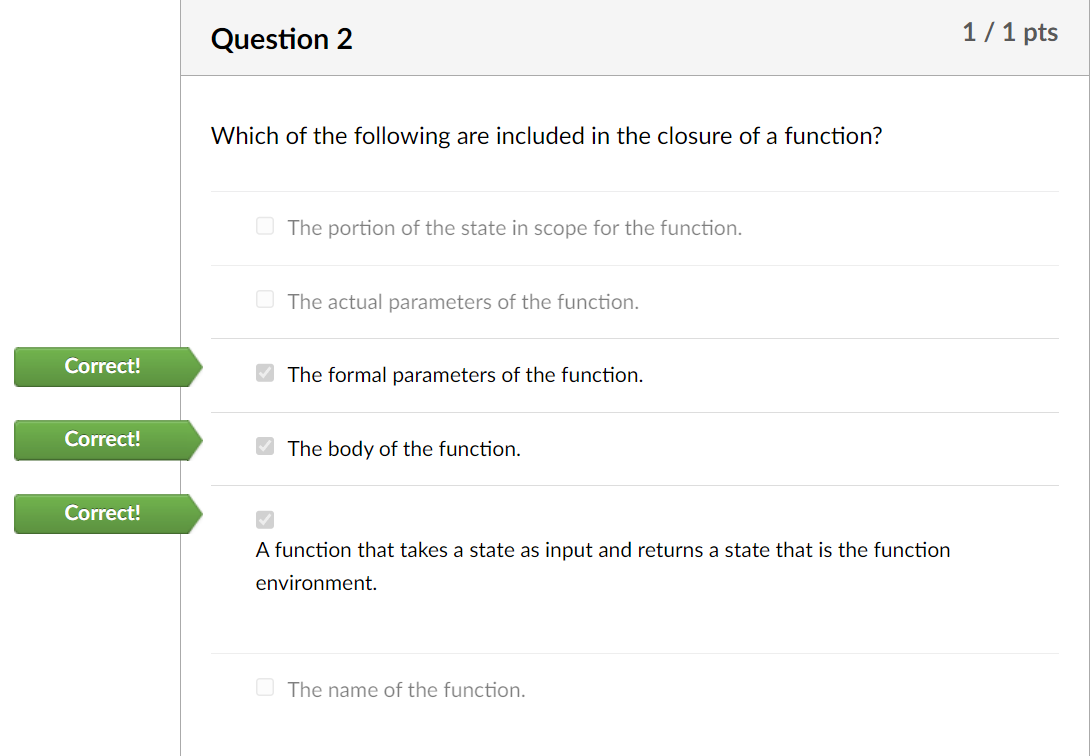 Question 2
1 / 1 pts
Which of the following are included in the closure of a function?
The portion of the state in scope for the function.
The actual parameters of the function.
Correct!
The formal parameters of the function.
Correct!
The body of the function.
Correct!
A function that takes a state as input and returns a state that is the function
environment.
The name of the function.